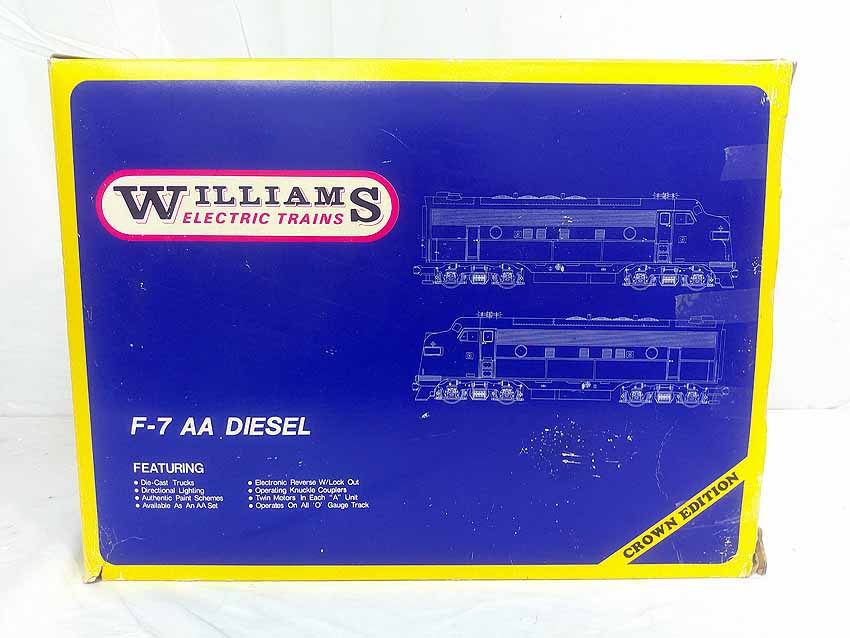 WILLIAMS
ELECTRIC TRAINS
F-7 AA DIESEL
FEATURING
• Die-Cast Trucks
• Directional Lighting
• Authentic Paint Schemes
• Available As An AA Set
• Electronic Reverse W/Lock Out
• Operating Knuckle Couplers
• Twin Motors In Each "A" Unit
• Operates On All 'O' Gauge Track
CROWN EDITION